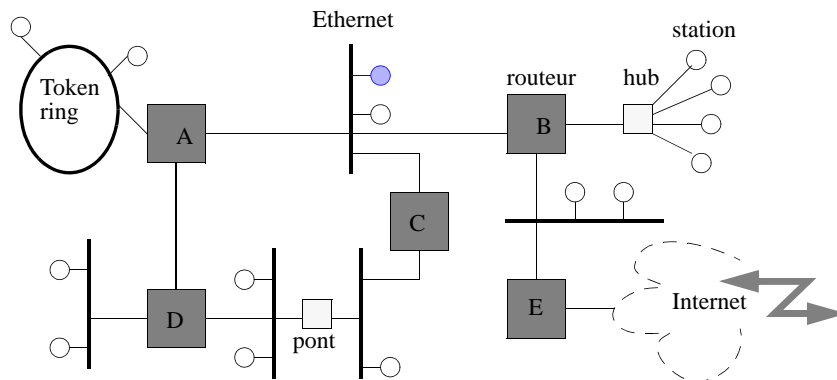 Ethernet
station
routeur
hub
Token
ring
A
B
C
D
pont
E
Internet